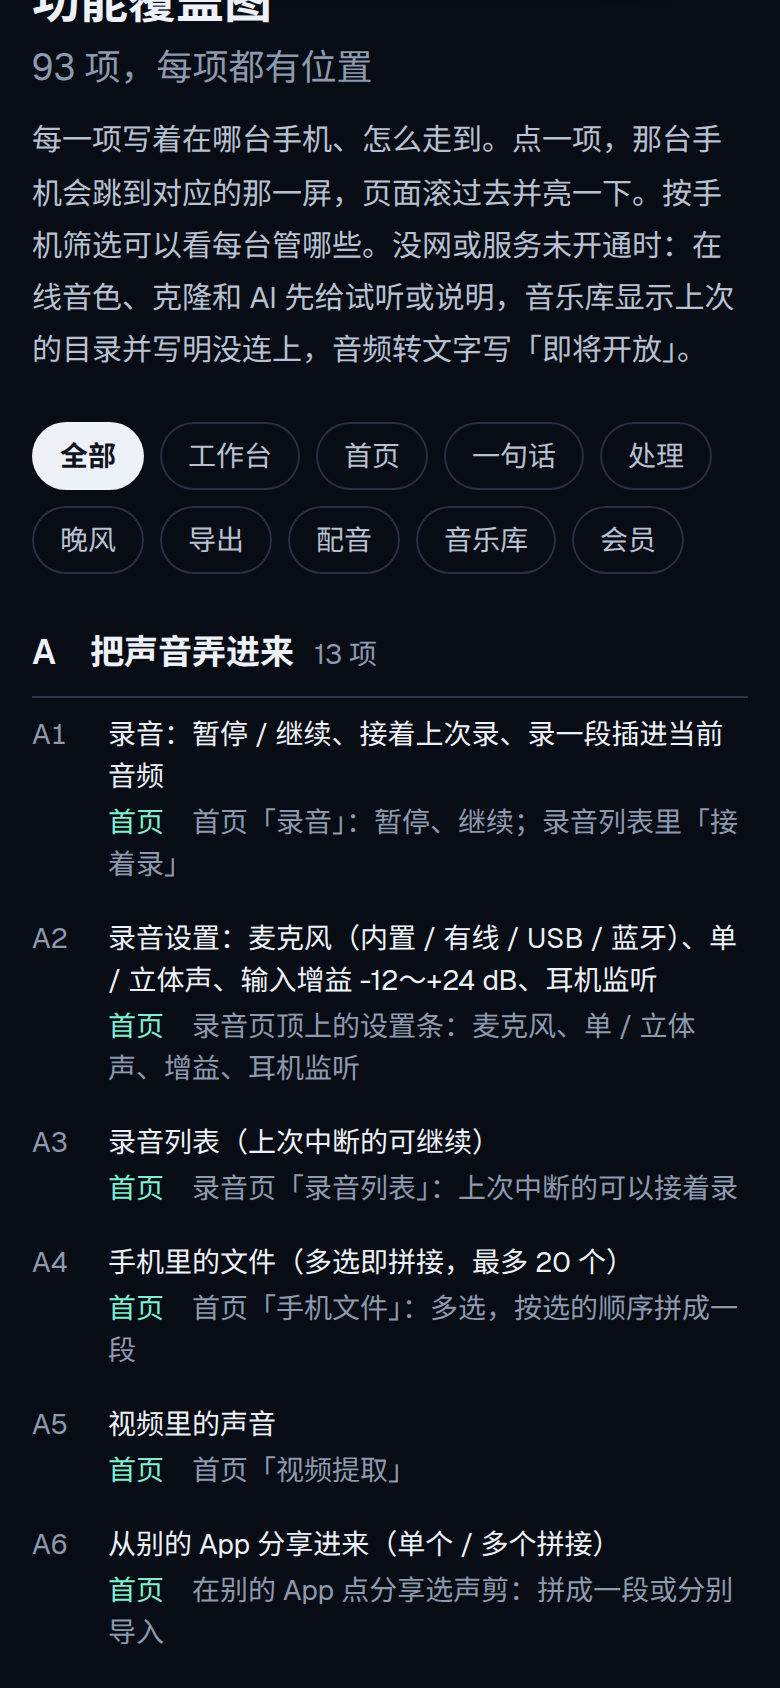 功能覆盖图
93 项，每项都有位置
每一项写着在哪台手机、怎么走到。点一项，那台手
机会跳到对应的那一屏，页面滚过去并亮一下。按手
机筛选可以看每台管哪些。没网或服务未开通时：在
线音色、克隆和 AI 先给试听或说明，音乐库显示上次
的目录并写明没连上，音频转文字写「即将开放」。
全部 工作台 首页 一句话 处理
晚风 导出 配音 音乐库 会员
A 把声音弄进来 13 项
A1 录音：暂停 / 继续、接着上次录、录一段插进当前
音频
首页 首页「录音」：暂停、继续；录音列表里「接
着录」
A2 录音设置：麦克风（内置 / 有线 / USB / 蓝牙）、单
/ 立体声、输入增益 -12～+24 dB、耳机监听
首页 录音页顶上的设置条：麦克风、单 / 立体
声、增益、耳机监听
A3 录音列表（上次中断的可继续）
首页 录音页「录音列表」：上次中断的可以接着录
A4 手机里的文件（多选即拼接，最多 20 个）
首页 首页「手机文件」：多选，按选的顺序拼成一
段
A5 视频里的声音
首页 首页「视频提取」
A6 从别的 App 分享进来（单个 / 多个拼接）
首页 在别的 App 点分享选声剪：拼成一段或分别
导入